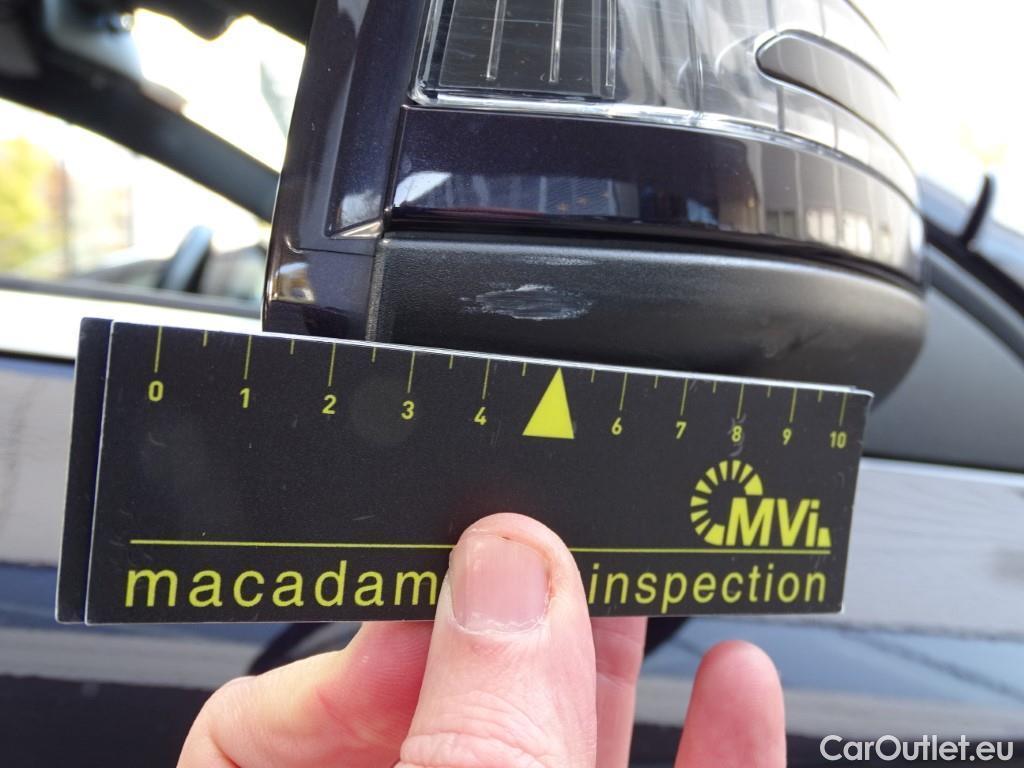 0 1 2 3 4 6 7 8 9 10
MVi.
macadam inspection
CarOutlet.eu